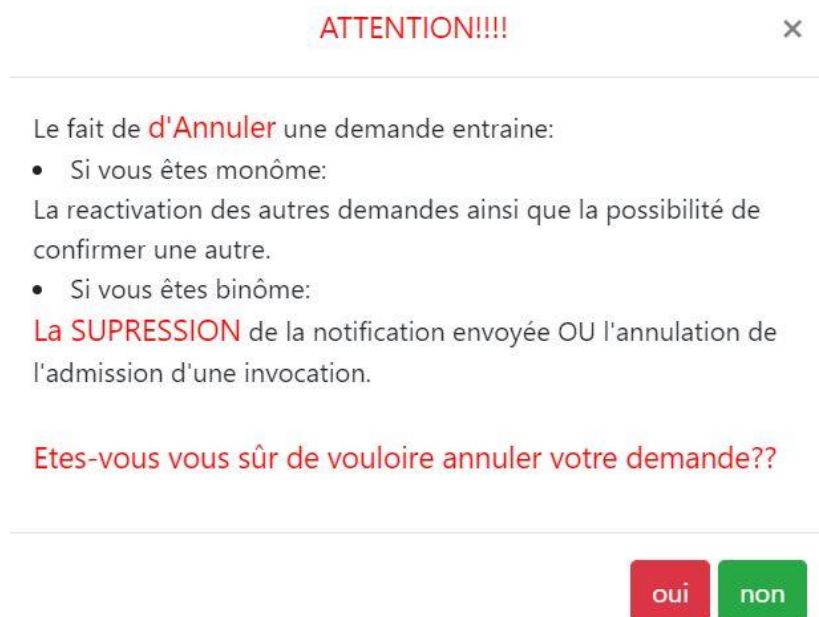 ATTENTION!!!! ×
Le fait de d'Annuler une demande entraine:
• Si vous êtes monôme:
La reactivation des autres demandes ainsi que la possibilité de
confirmer une autre.
• Si vous êtes binôme:
La SUPRESSION de la notification envoyée OU l'annulation de
l'admission d'une invocation.
Etes-vous vous sûr de vouloire annuler votre demande??
oui non